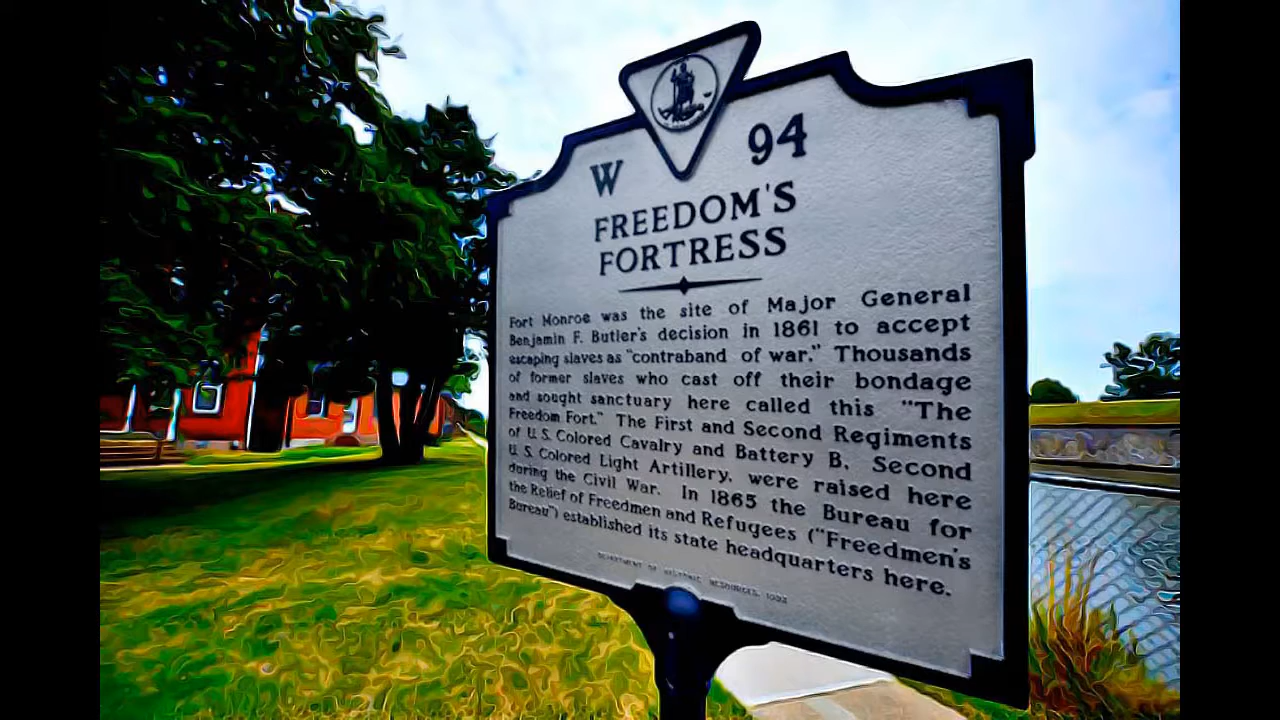 W 94
FREEDOM'S
FORTRESS
Fort Monroe was the site of Major General
Benjamin F. Butler's decision in 1861 to accept
escaping slaves as "contraband of war." Thousands
of former slaves who cast off their bondage
and sought sanctuary here called this "The
Freedom Fort." The First and Second Regiments
of U. S. Colored Cavalry and Battery B, Second
U. S. Colored Light Artillery, were raised here
during the Civil War. In 1865 the Bureau for
the Relief of Freedmen and Refugees ("Freedmen's
Bureau") established its state headquarters here.
DEPARTMENT OF HISTORIC RESOURCES,